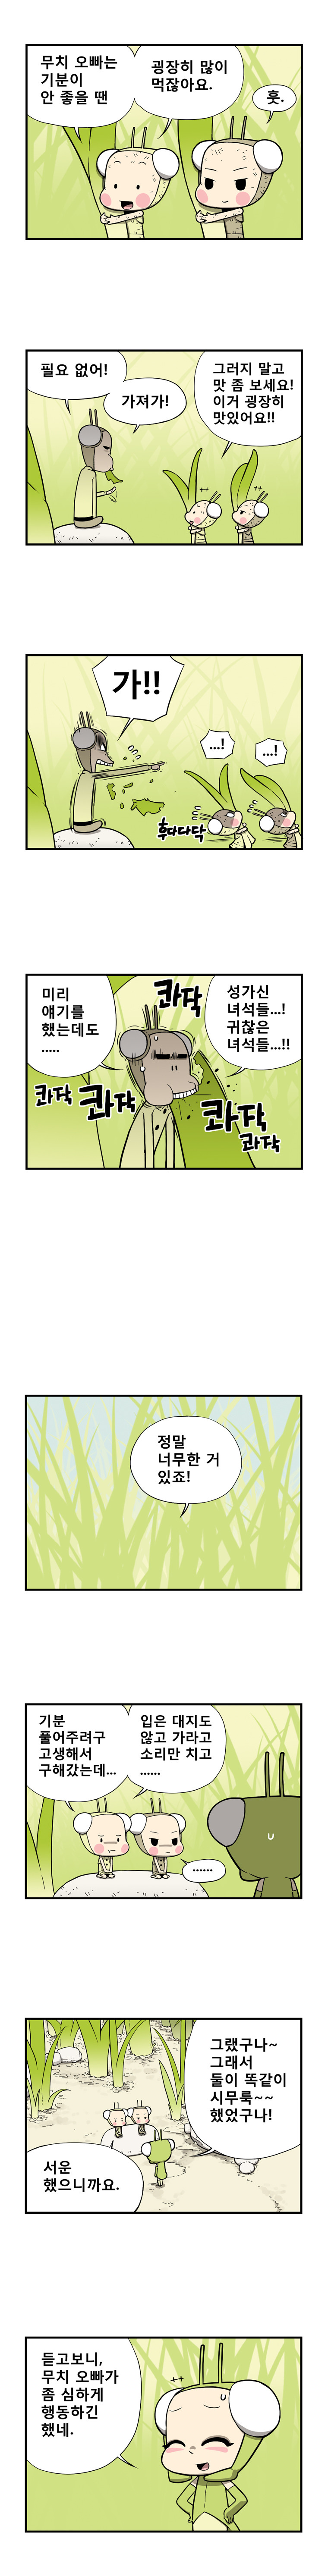 무치 오빠는
기분이
안 좋을 땐
굉장히 많이
먹잖아요.
훗.
필요 없어!
가져가!
그러지 말고
맛 좀 보세요!
이거 굉장히
맛있어요!!
가!!
...!
...!
후다다닥
미리
얘기를
했는데도
.....
콰작
성가신
녀석들...!
귀찮은
녀석들...!!
콰작
콰작
콰작
콰작
정말
너무한 거
있죠!
기분
풀어주려구
고생해서
구해갔는데...
입은 대지도
않고 가라고
소리만 치고
......
......
그랬구나~
그래서
둘이 똑같이
시무룩~~
했었구나!
서운
했으니까요.
듣고보니,
무치 오빠가
좀 심하게
행동하긴
했네.